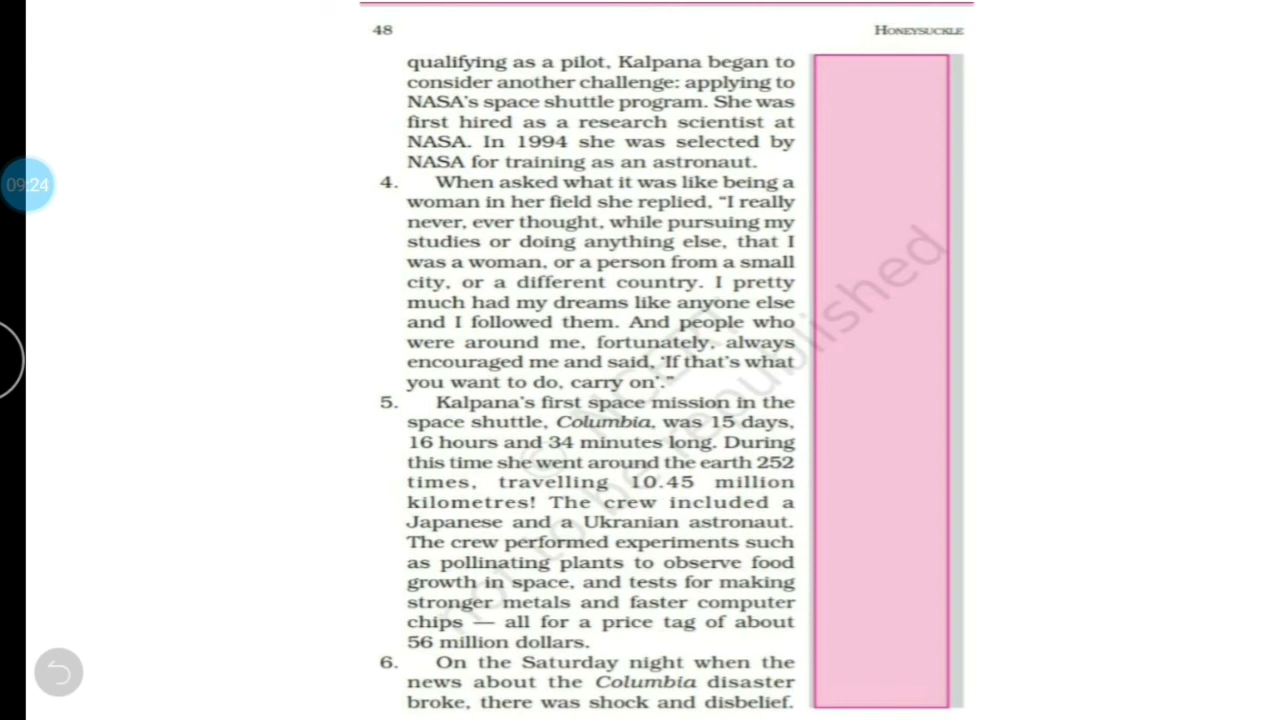 48
HONEYSUCKLE
qualifying as a pilot, Kalpana began to
consider another challenge: applying to
NASA's space shuttle program. She was
first hired as a research scientist at
NASA. In 1994 she was selected by
NASA for training as an astronaut.
09:24
4. When asked what it was like being a
woman in her field she replied, “I really
never, ever thought, while pursuing my
studies or doing anything else, that I
was a woman, or a person from a small
city, or a different country. I pretty
much had my dreams like anyone else
and I followed them. And people who
were around me, fortunately, always
encouraged me and said, ‘If that's what
you want to do, carry on’.”
5. Kalpana's first space mission in the
space shuttle, Columbia, was 15 days,
16 hours and 34 minutes long. During
this time she went around the earth 252
times, travelling 10.45 million
kilometres! The crew included a
Japanese and a Ukranian astronaut.
The crew performed experiments such
as pollinating plants to observe food
growth in space, and tests for making
stronger metals and faster computer
chips — all for a price tag of about
56 million dollars.
6. On the Saturday night when the
news about the Columbia disaster
broke, there was shock and disbelief.
© NCERT
not to be republished